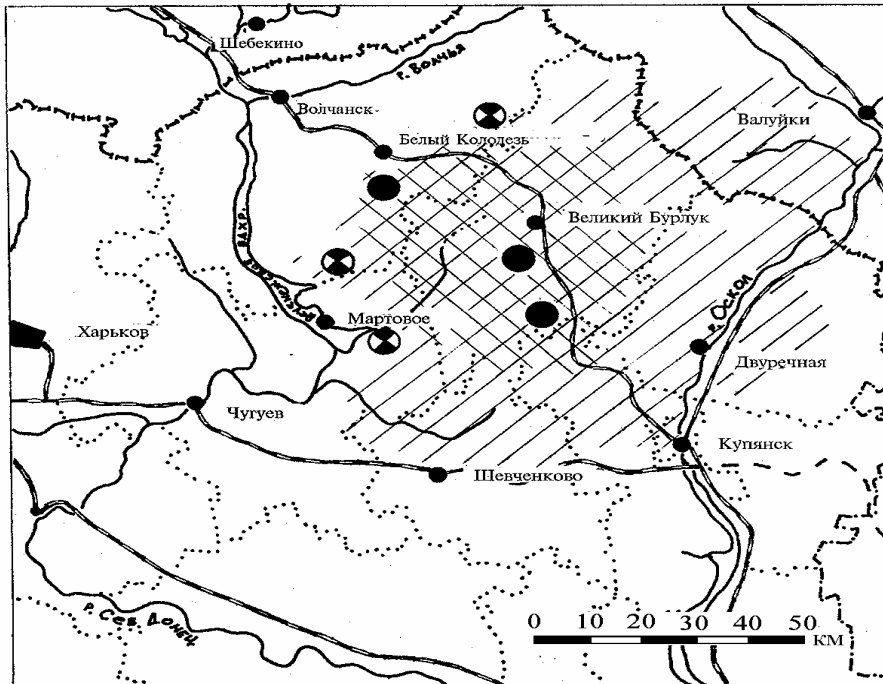 Шебекино
г. Волчья
Волчанск-
Валуйки
Белый Колодезь
Великий Бурлук
р. Оскол
вдхр.
Харьков
Мартовое
Двуречная
Чугуев
Купянск
Шевченково
р. Сев. Донец
0 10 20 30 40 50
км